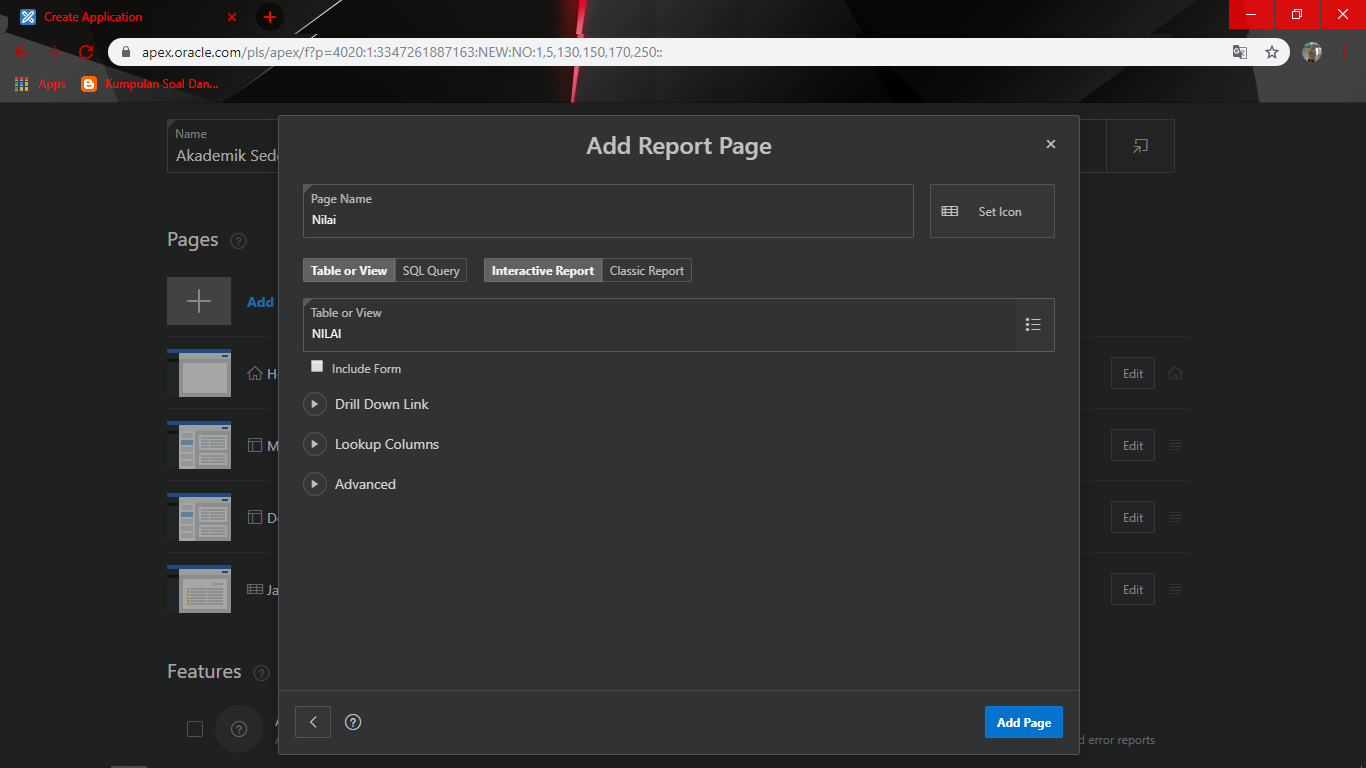 Create Application
apex.oracle.com/pls/apex/f?p=4020:1:3347261887163:NEW:NO:1,5,130,150,170,250::
Apps
Kumpulan Soal Dan...
Name
Akademik Sed
Add Report Page
Page Name
Nilai
Set Icon
Pages
Table or View SQL Query Interactive Report Classic Report
Add
Table or View
NILAI
Include Form
Edit
Drill Down Link
Lookup Columns
M
Edit
Advanced
Edit
Ja
Edit
Features
Add Page
d error reports